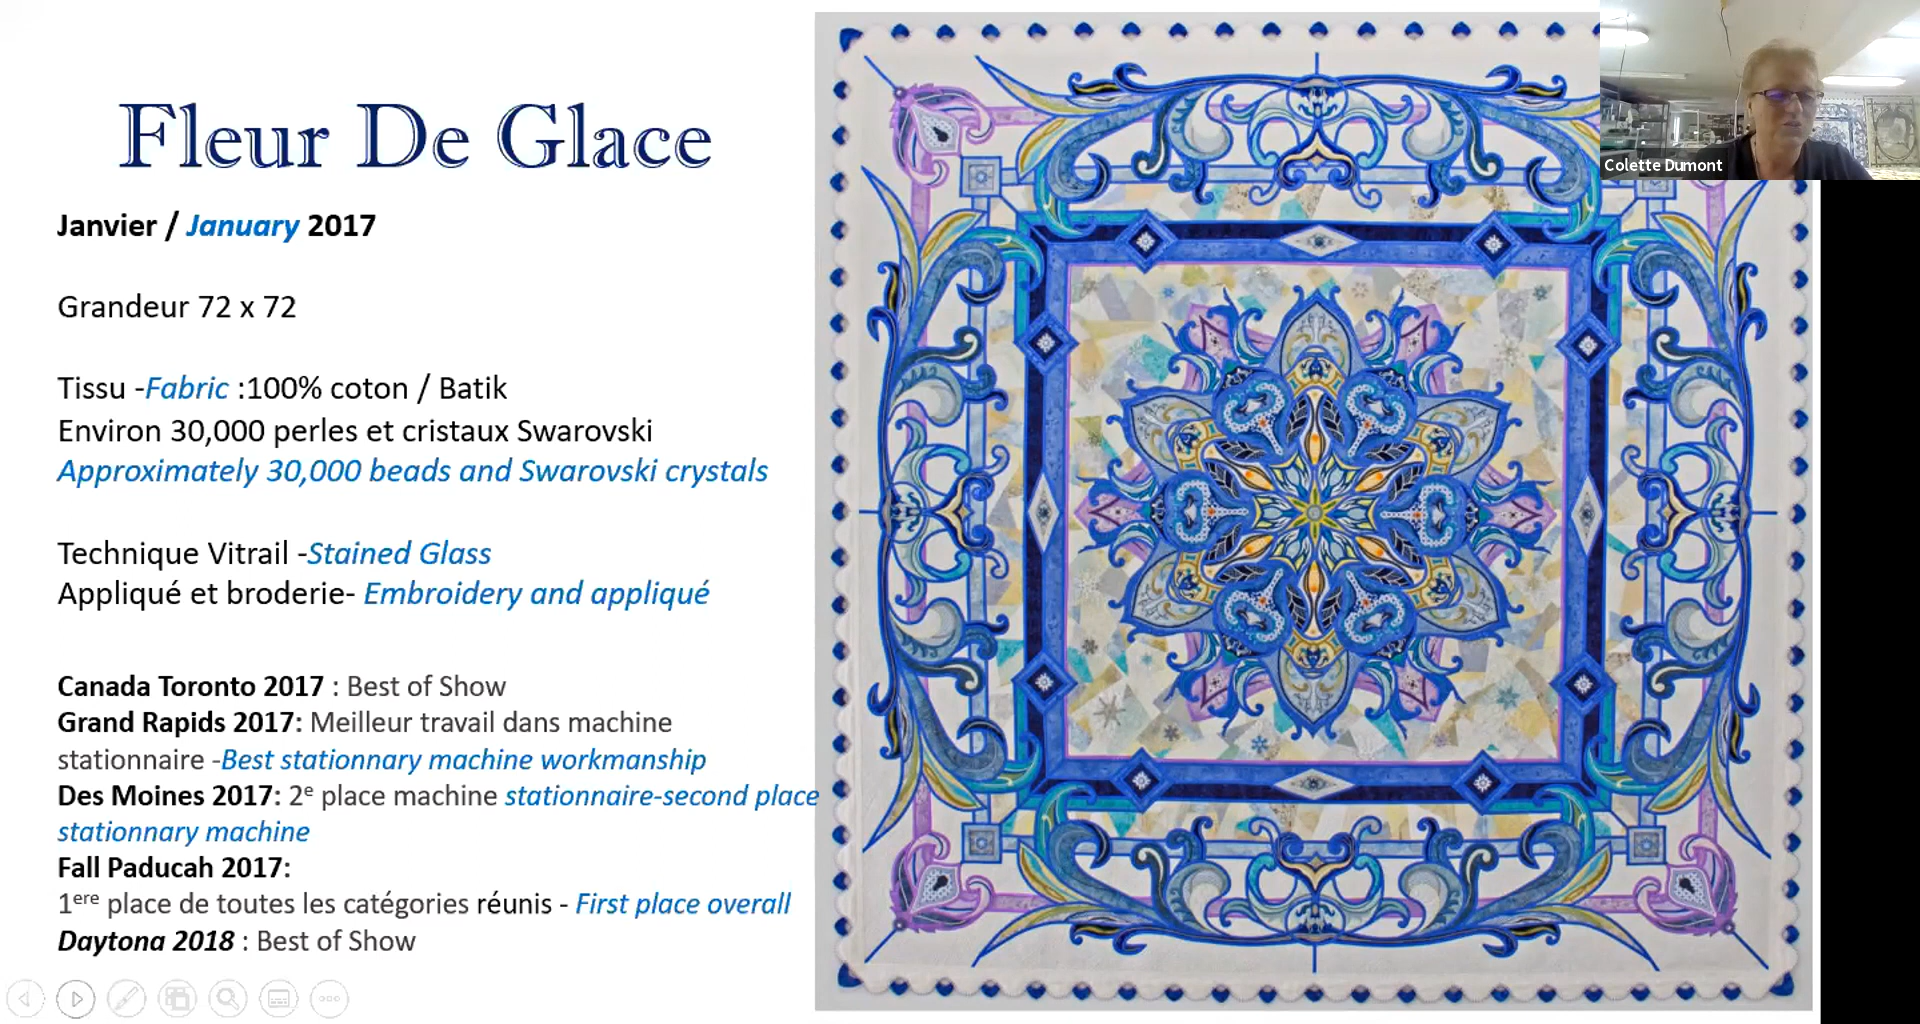 Fleur De Glace
Colette Dumont
Janvier / January 2017
Grandeur 72 x 72
Tissu -Fabric :100% coton / Batik
Environ 30,000 perles et cristaux Swarovski
Approximately 30,000 beads and Swarovski crystals
Technique Vitrail -Stained Glass
Appliqué et broderie- Embroidery and appliqué
Canada Toronto 2017 : Best of Show
Grand Rapids 2017: Meilleur travail dans machine
stationnaire -Best stationnary machine workmanship
Des Moines 2017: 2e place machine stationnaire-second place
stationnary machine
Fall Paducah 2017:
1ere place de toutes les catégories réunis - First place overall
Daytona 2018 : Best of Show